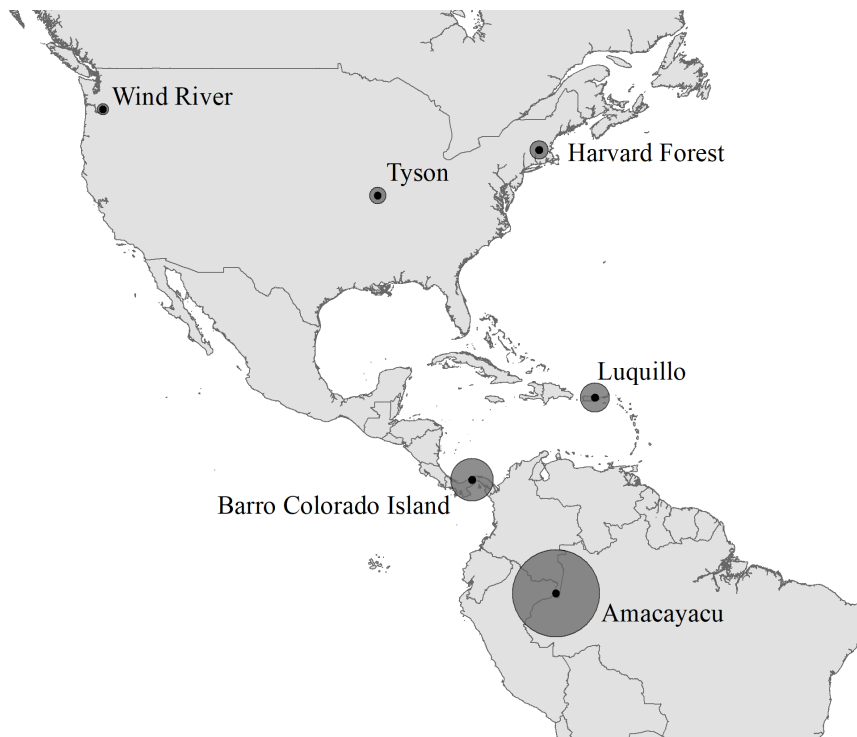 Wind River
Harvard Forest
Tyson
Luquillo
Barro Colorado Island
Amacayacu